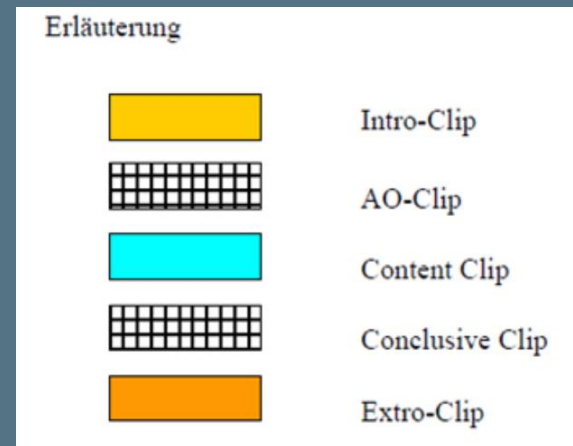 Erläuterung
Intro-Clip
AO-Clip
Content Clip
Conclusive Clip
Extro-Clip